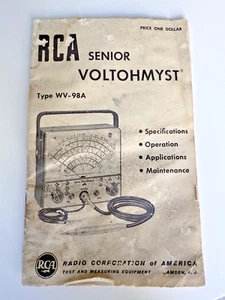 PRICE ONE DOLLAR
RCA SENIOR
VOLTOHMYST
Type WV-98A
• Specifications
• Operation
• Applications
• Maintenance
RCA
RADIO CORPORATION of AMERICA
TEST AND MEASURING EQUIPMENT CAMDEN, N. J.